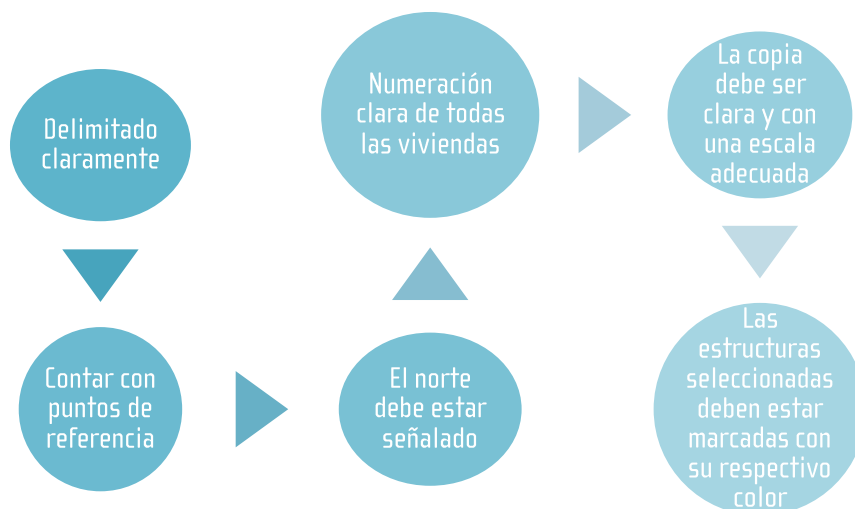 Delimitado
claramente
Contar con
puntos de
referencia
El norte
debe estar
señalado
Numeración
clara de todas
las viviendas
La copia
debe ser
clara y con
una escala
adecuada
Las
estructuras
seleccionadas
deben estar
marcadas con
su respectivo
color